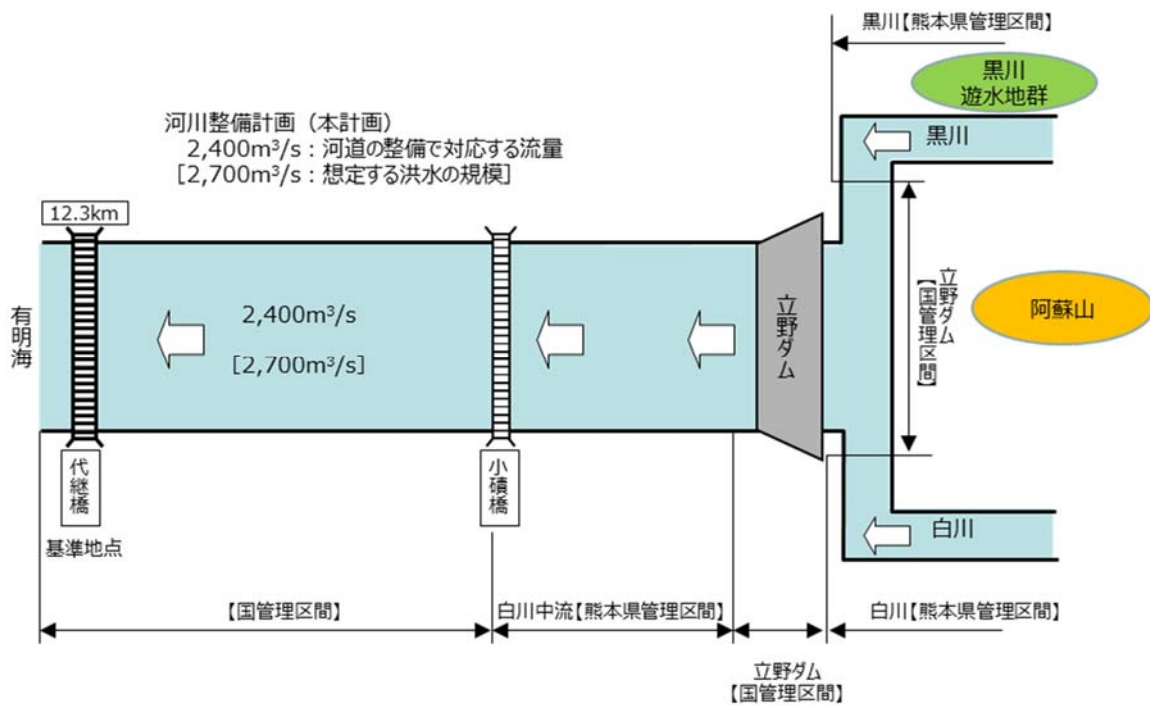 黒川【熊本県管理区間】
黒川
遊水地群
河川整備計画（本計画）
2,400m³/s：河道の整備で対応する流量
[2,700m³/s：想定する洪水の規模]
黒川
12.3km
有明海
2,400m³/s
[2,700m³/s]
立野ダム
立野ダム
【国管理区間】
阿蘇山
代継橋
小磧橋
基準地点
白川
【国管理区間】
白川中流【熊本県管理区間】
白川【熊本県管理区間】
立野ダム
【国管理区間】